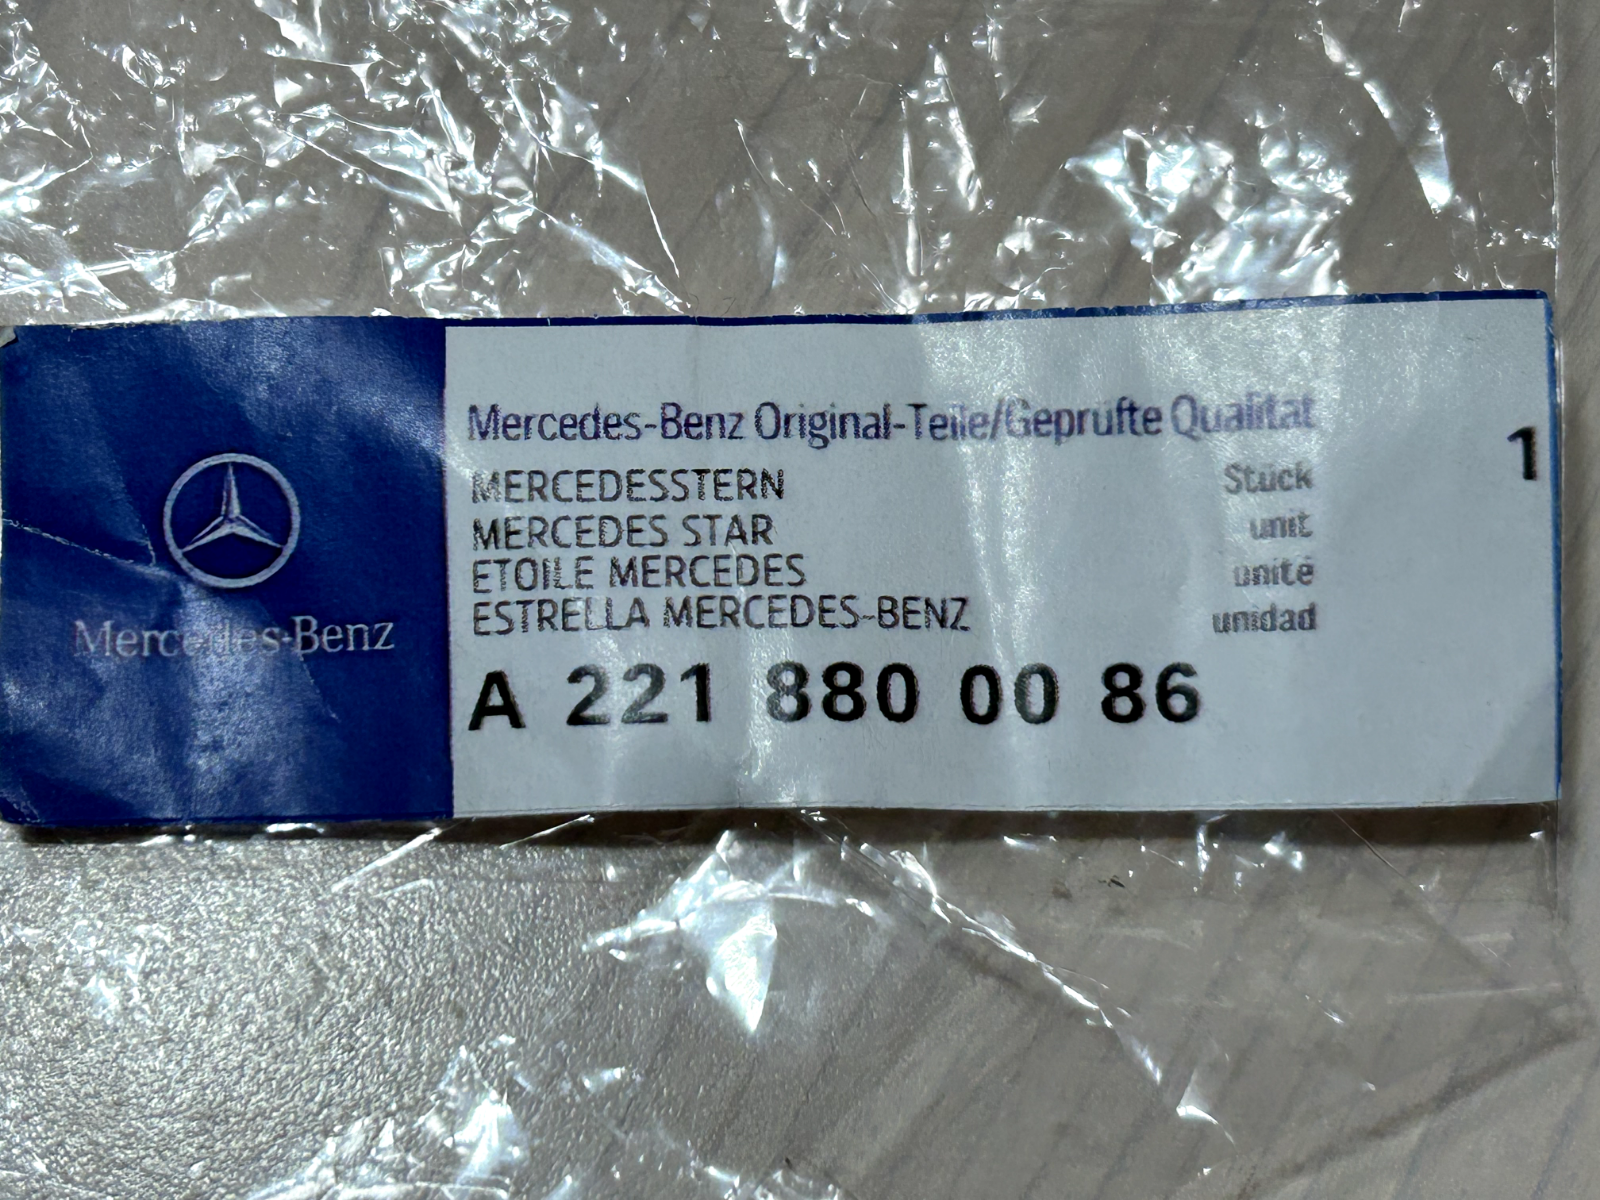 Mercedes-Benz
Mercedes-Benz Original-Teile/Geprüfte Qualität
MERCEDESSTERN Stück 1
MERCEDES STAR unit
ETOILE MERCEDES unité
ESTRELLA MERCEDES-BENZ unidad
A 221 880 00 86